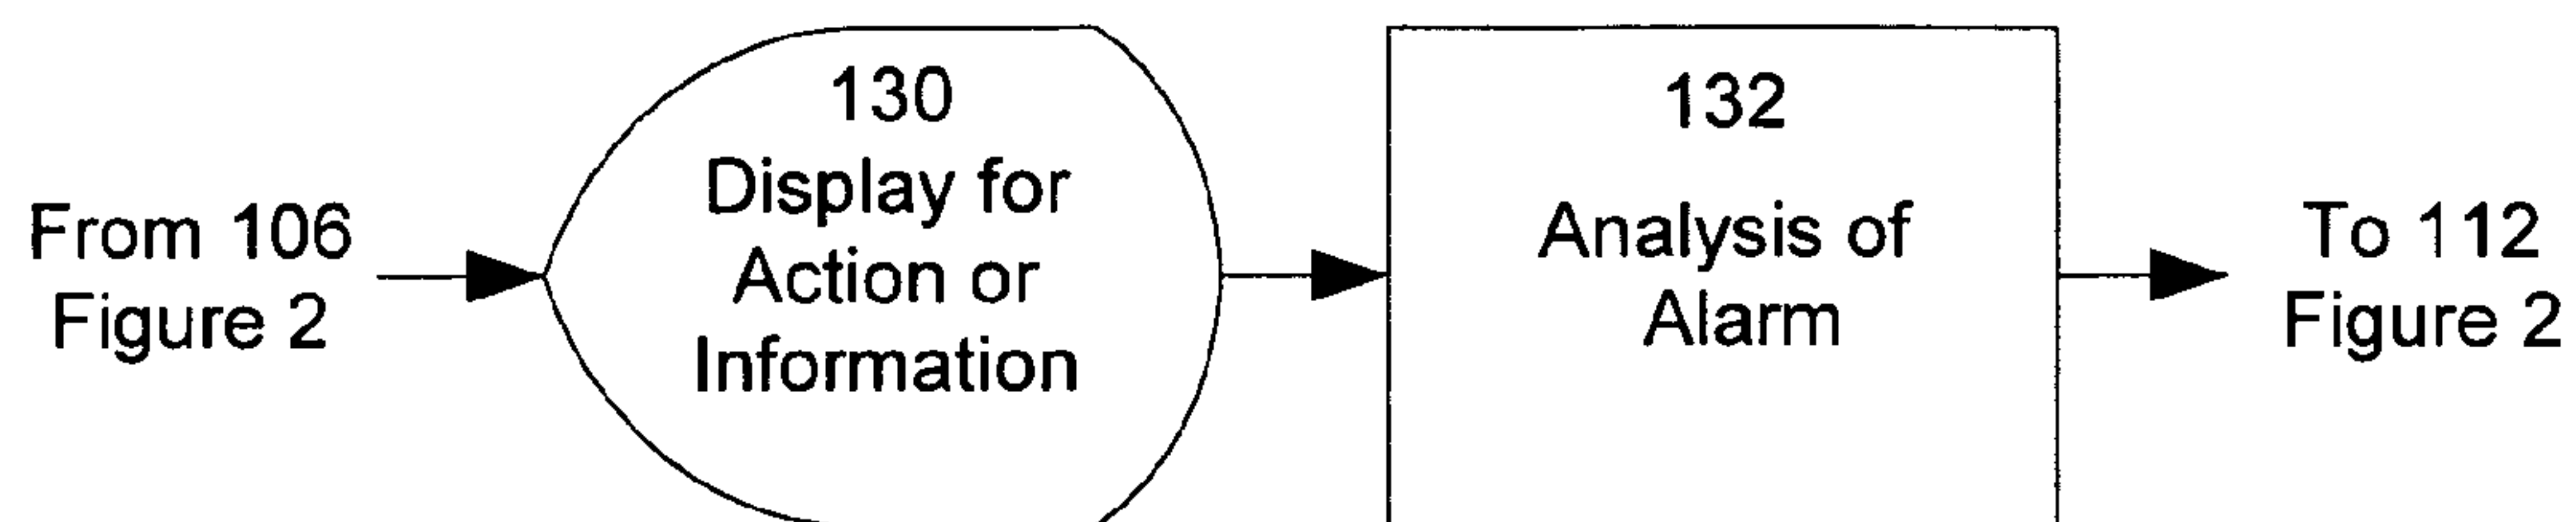 From 106
Figure 2
130
Display for
Action or
Information
132
Analysis of
Alarm
To 112
Figure 2